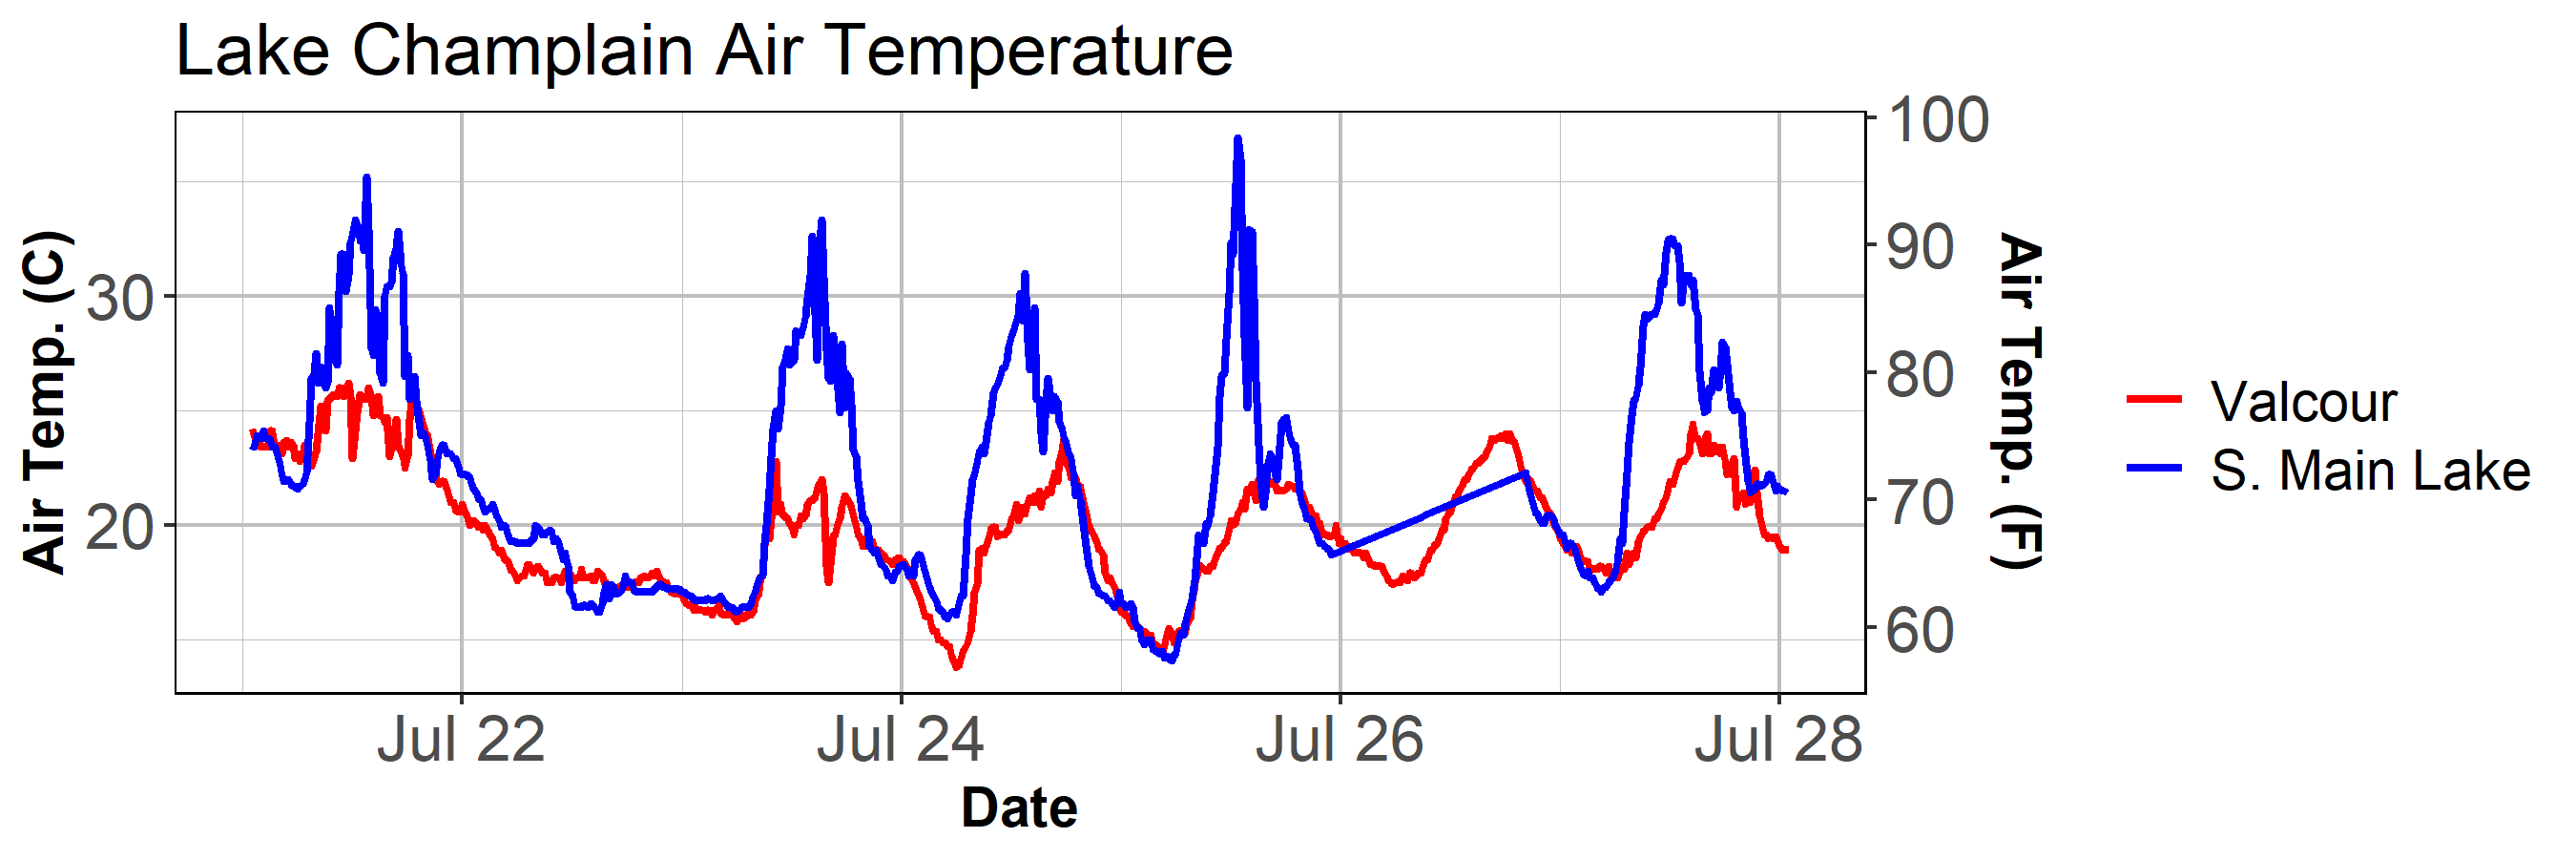 Lake Champlain Air Temperature
Air Temp. (C)
30
20
100
90
80
70
60
Air Temp. (F)
Jul 22
Jul 24
Jul 26
Jul 28
Date
Valcour
S. Main Lake